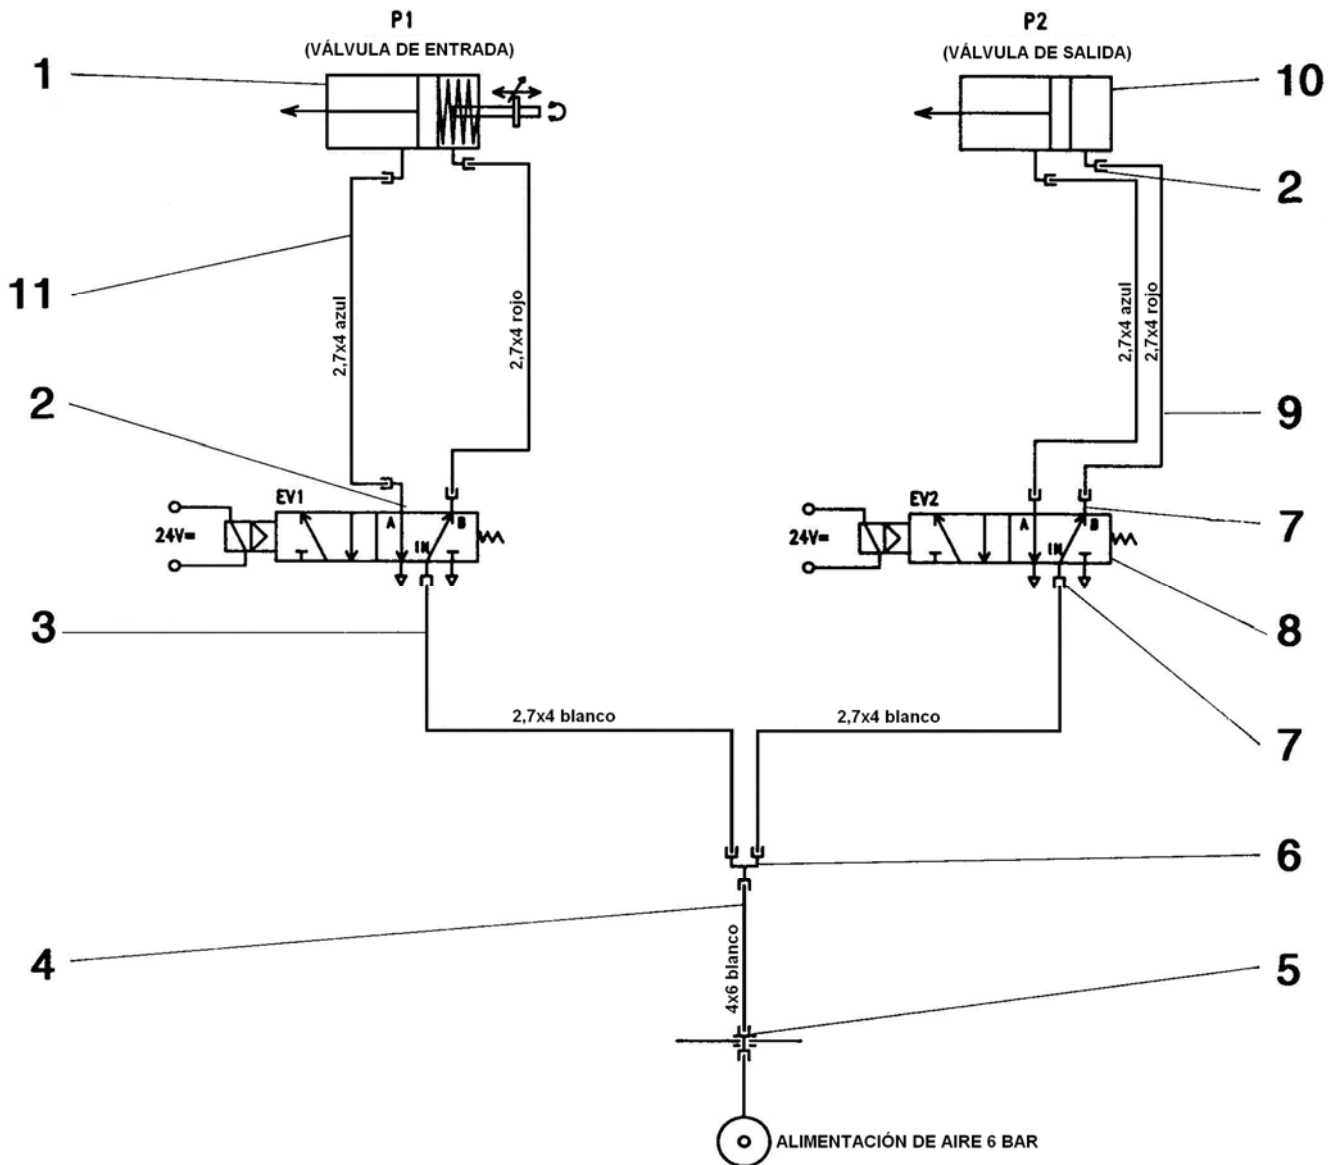 P1
(VÁLVULA DE ENTRADA)
P2
(VÁLVULA DE SALIDA)
1
10
2
11
2,7x4 azul
2,7x4 rojo
2,7x4 azul
2,7x4 rojo
2
9
EV1
A
B
IN
24V=
EV2
A
B
IN
24V=
7
3
8
2,7x4 blanco
2,7x4 blanco
7
6
4
4x6 blanco
5
ALIMENTACIÓN DE AIRE 6 BAR